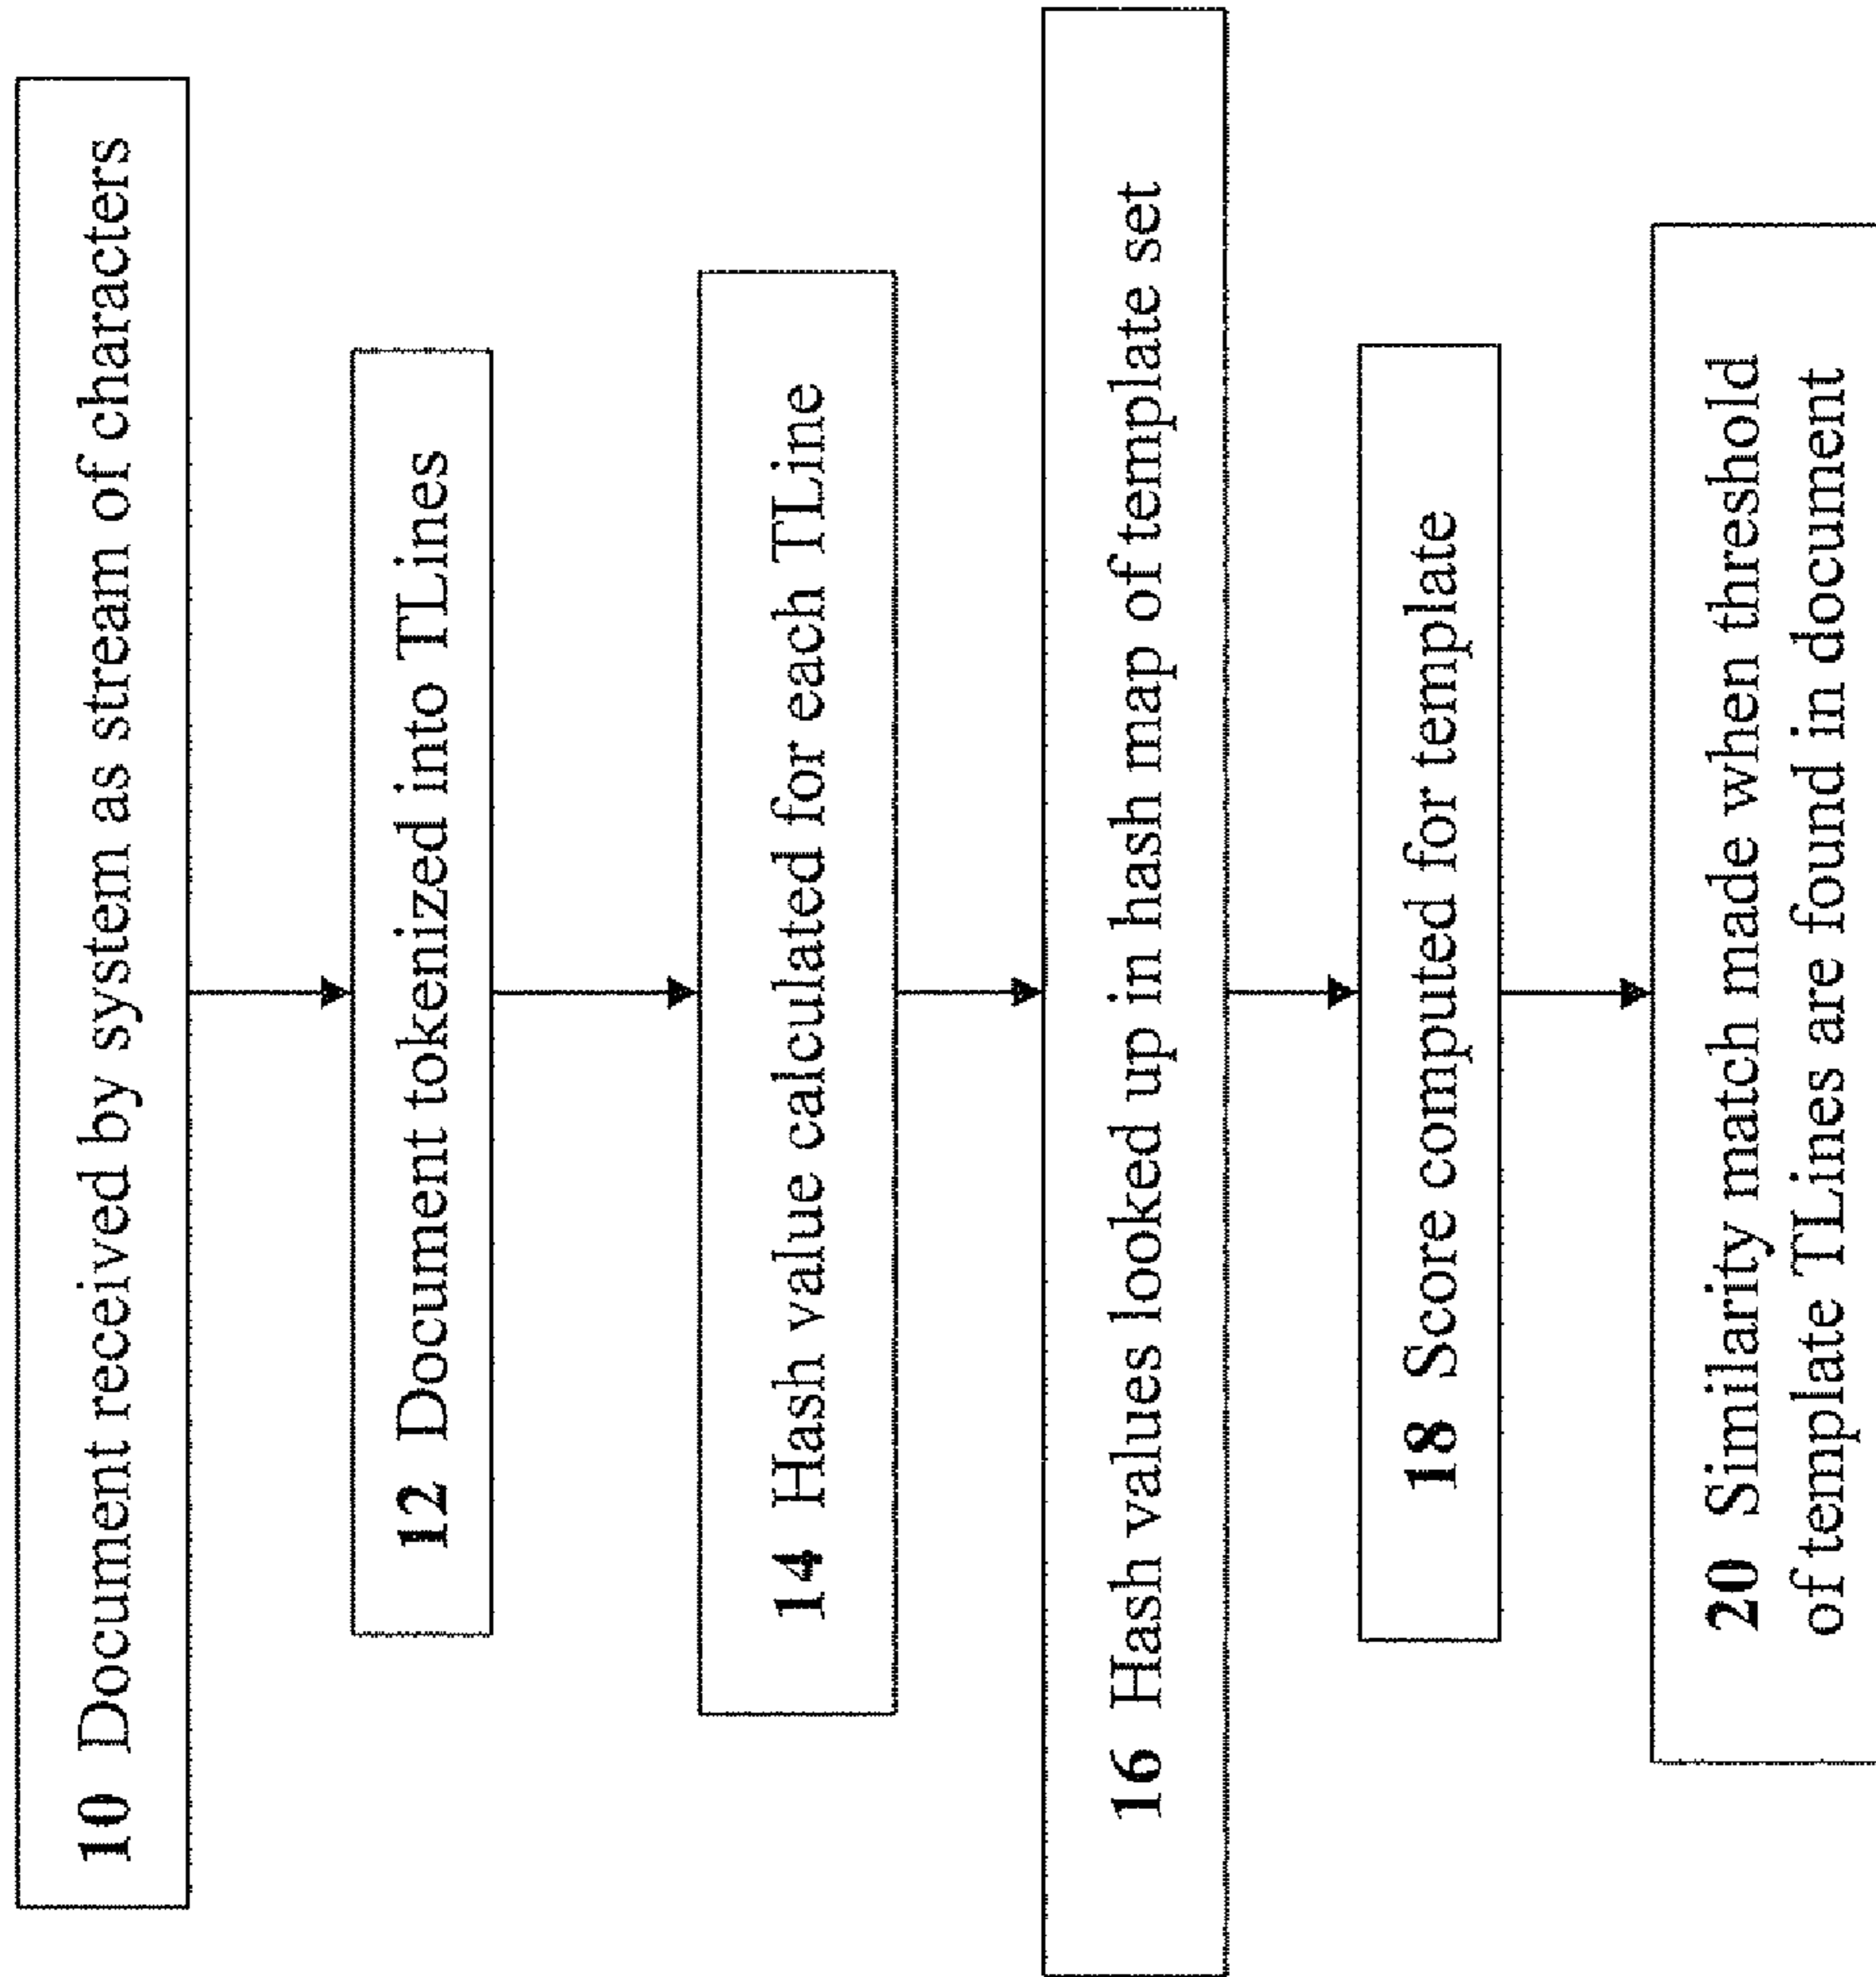 10 Document received by system as stream of characters
12 Document tokenized into TLines
14 Hash value calculated for each TLine
16 Hash values looked up in hash map of template set
18 Score computed for template
20 Similarity match made when threshold
of template TLines are found in document